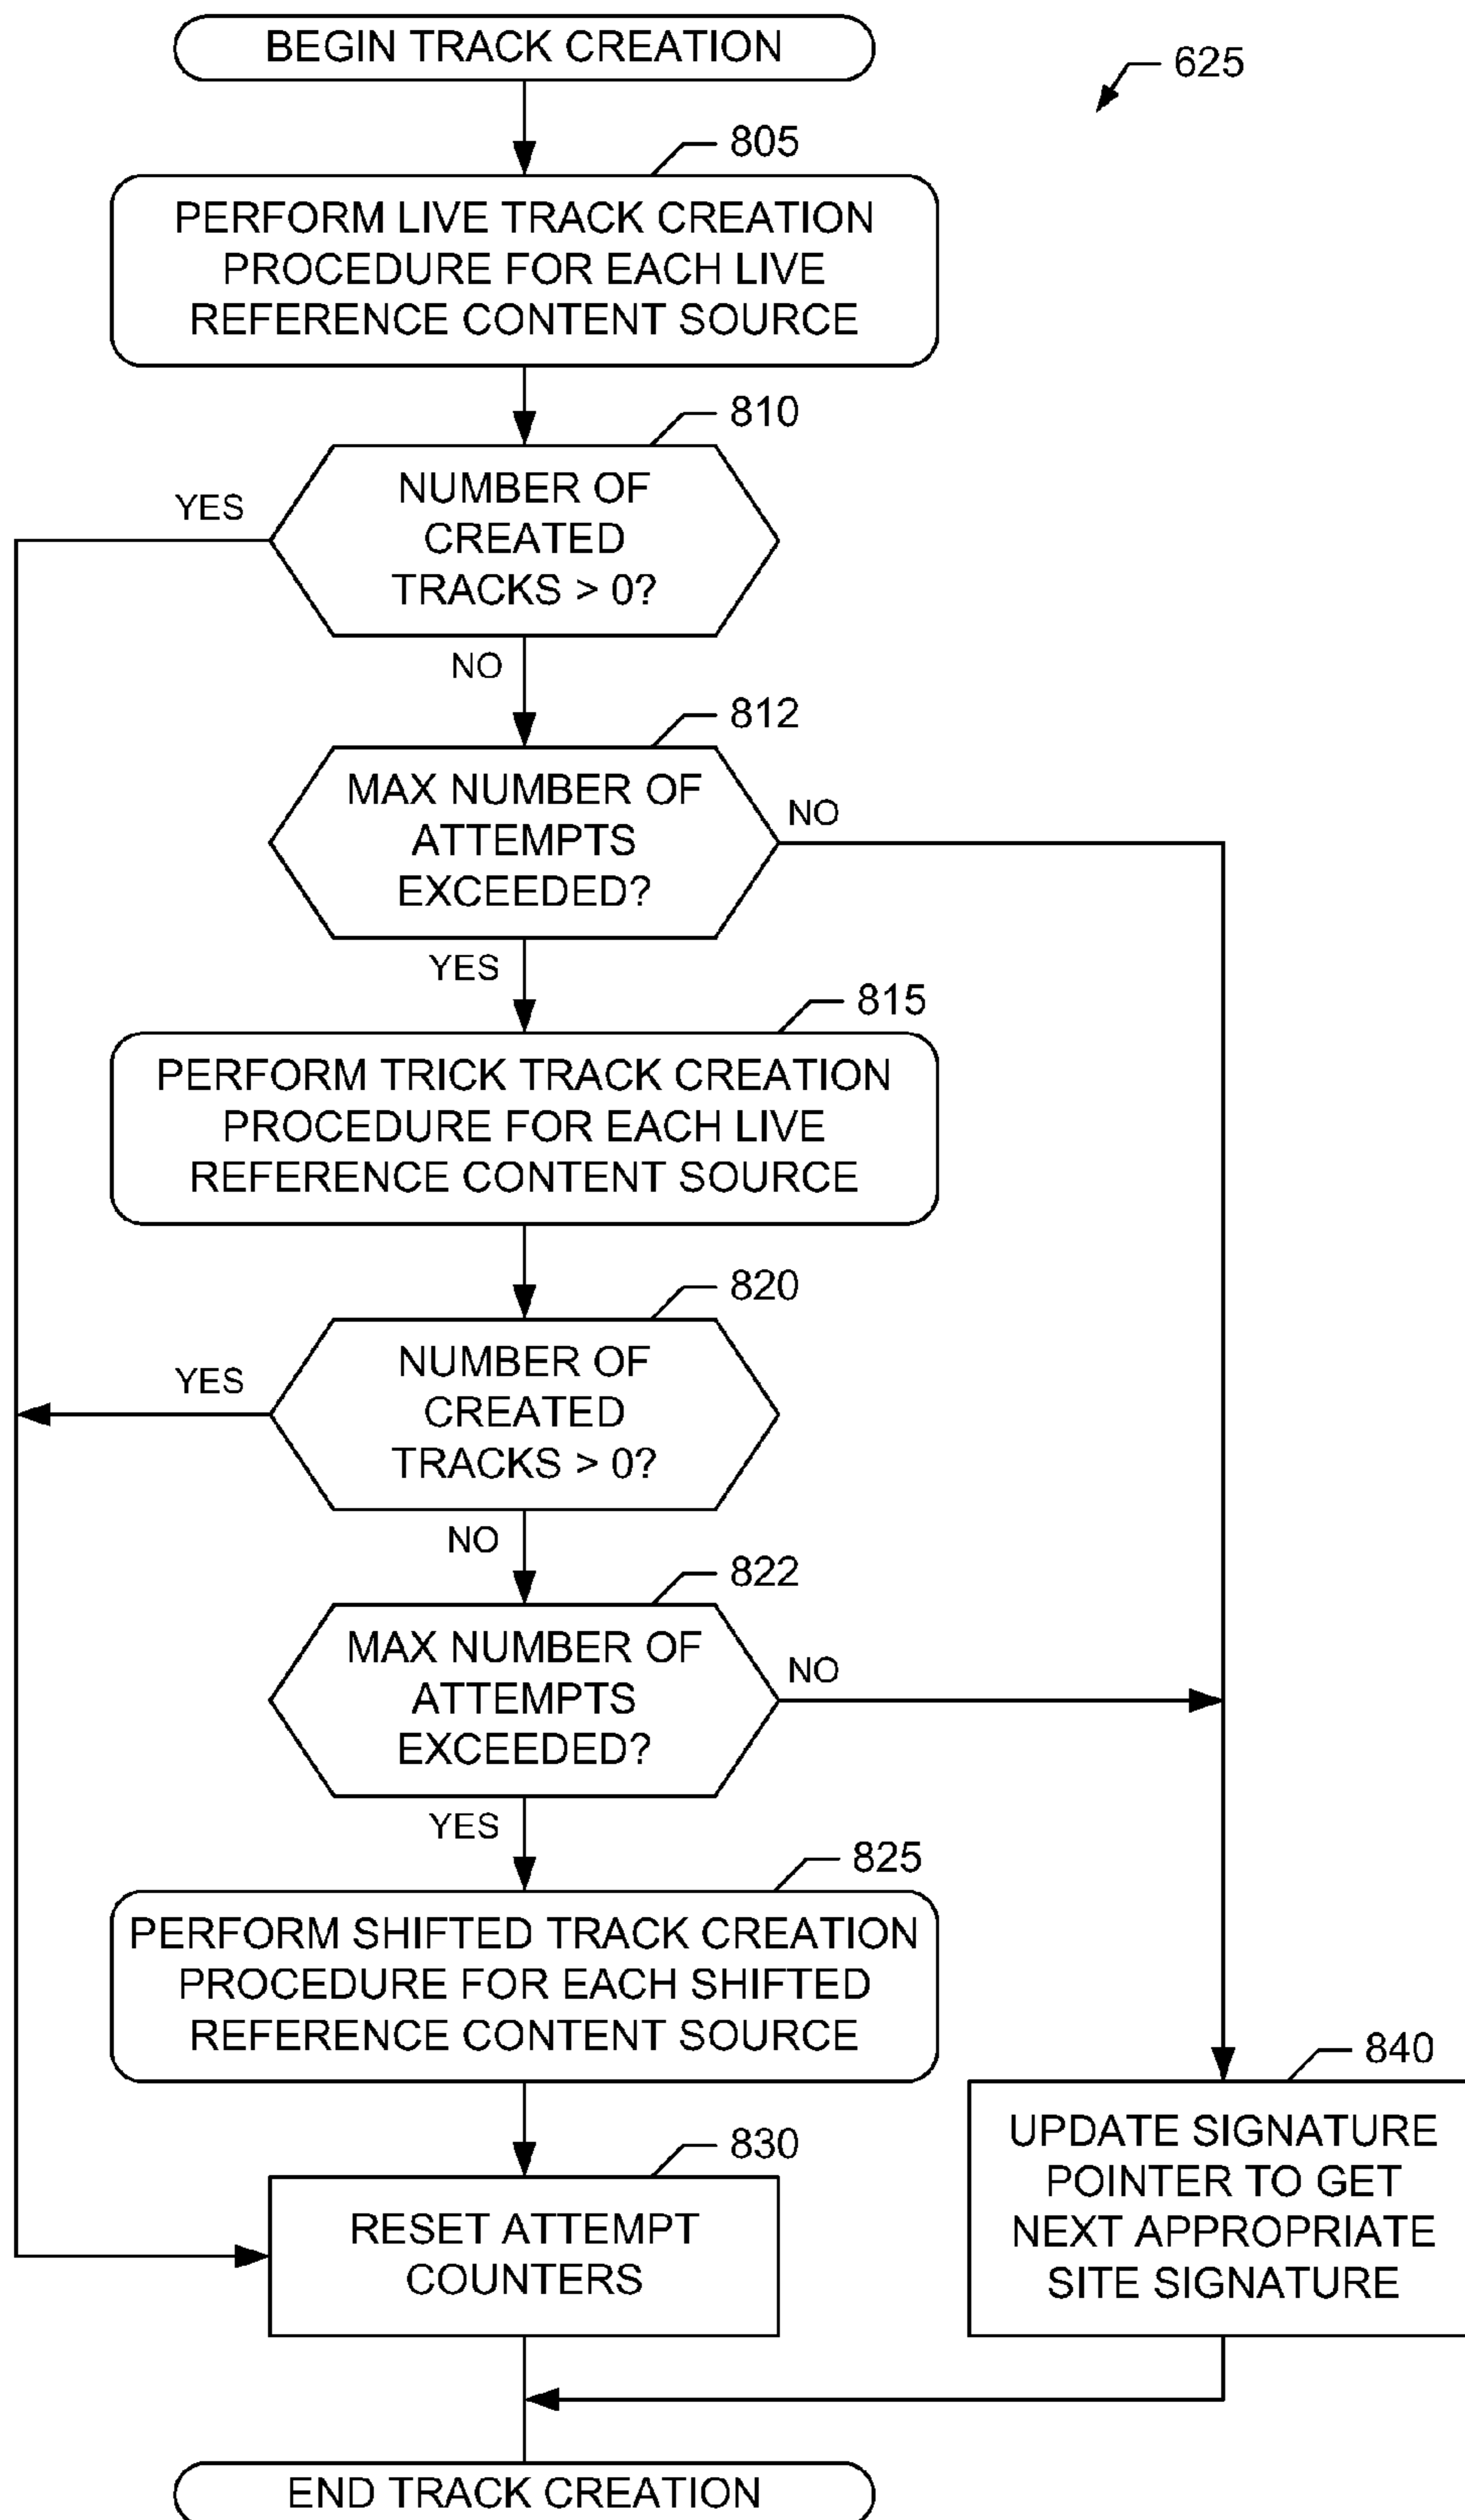 BEGIN TRACK CREATION
625
805
PERFORM LIVE TRACK CREATION
PROCEDURE FOR EACH LIVE
REFERENCE CONTENT SOURCE
810
NUMBER OF
CREATED
TRACKS > 0?
YES
NO
812
MAX NUMBER OF
ATTEMPTS
EXCEEDED?
NO
YES
815
PERFORM TRICK TRACK CREATION
PROCEDURE FOR EACH LIVE
REFERENCE CONTENT SOURCE
820
NUMBER OF
CREATED
TRACKS > 0?
YES
NO
822
MAX NUMBER OF
ATTEMPTS
EXCEEDED?
NO
YES
825
PERFORM SHIFTED TRACK CREATION
PROCEDURE FOR EACH SHIFTED
REFERENCE CONTENT SOURCE
830
RESET ATTEMPT
COUNTERS
840
UPDATE SIGNATURE
POINTER TO GET
NEXT APPROPRIATE
SITE SIGNATURE
END TRACK CREATION